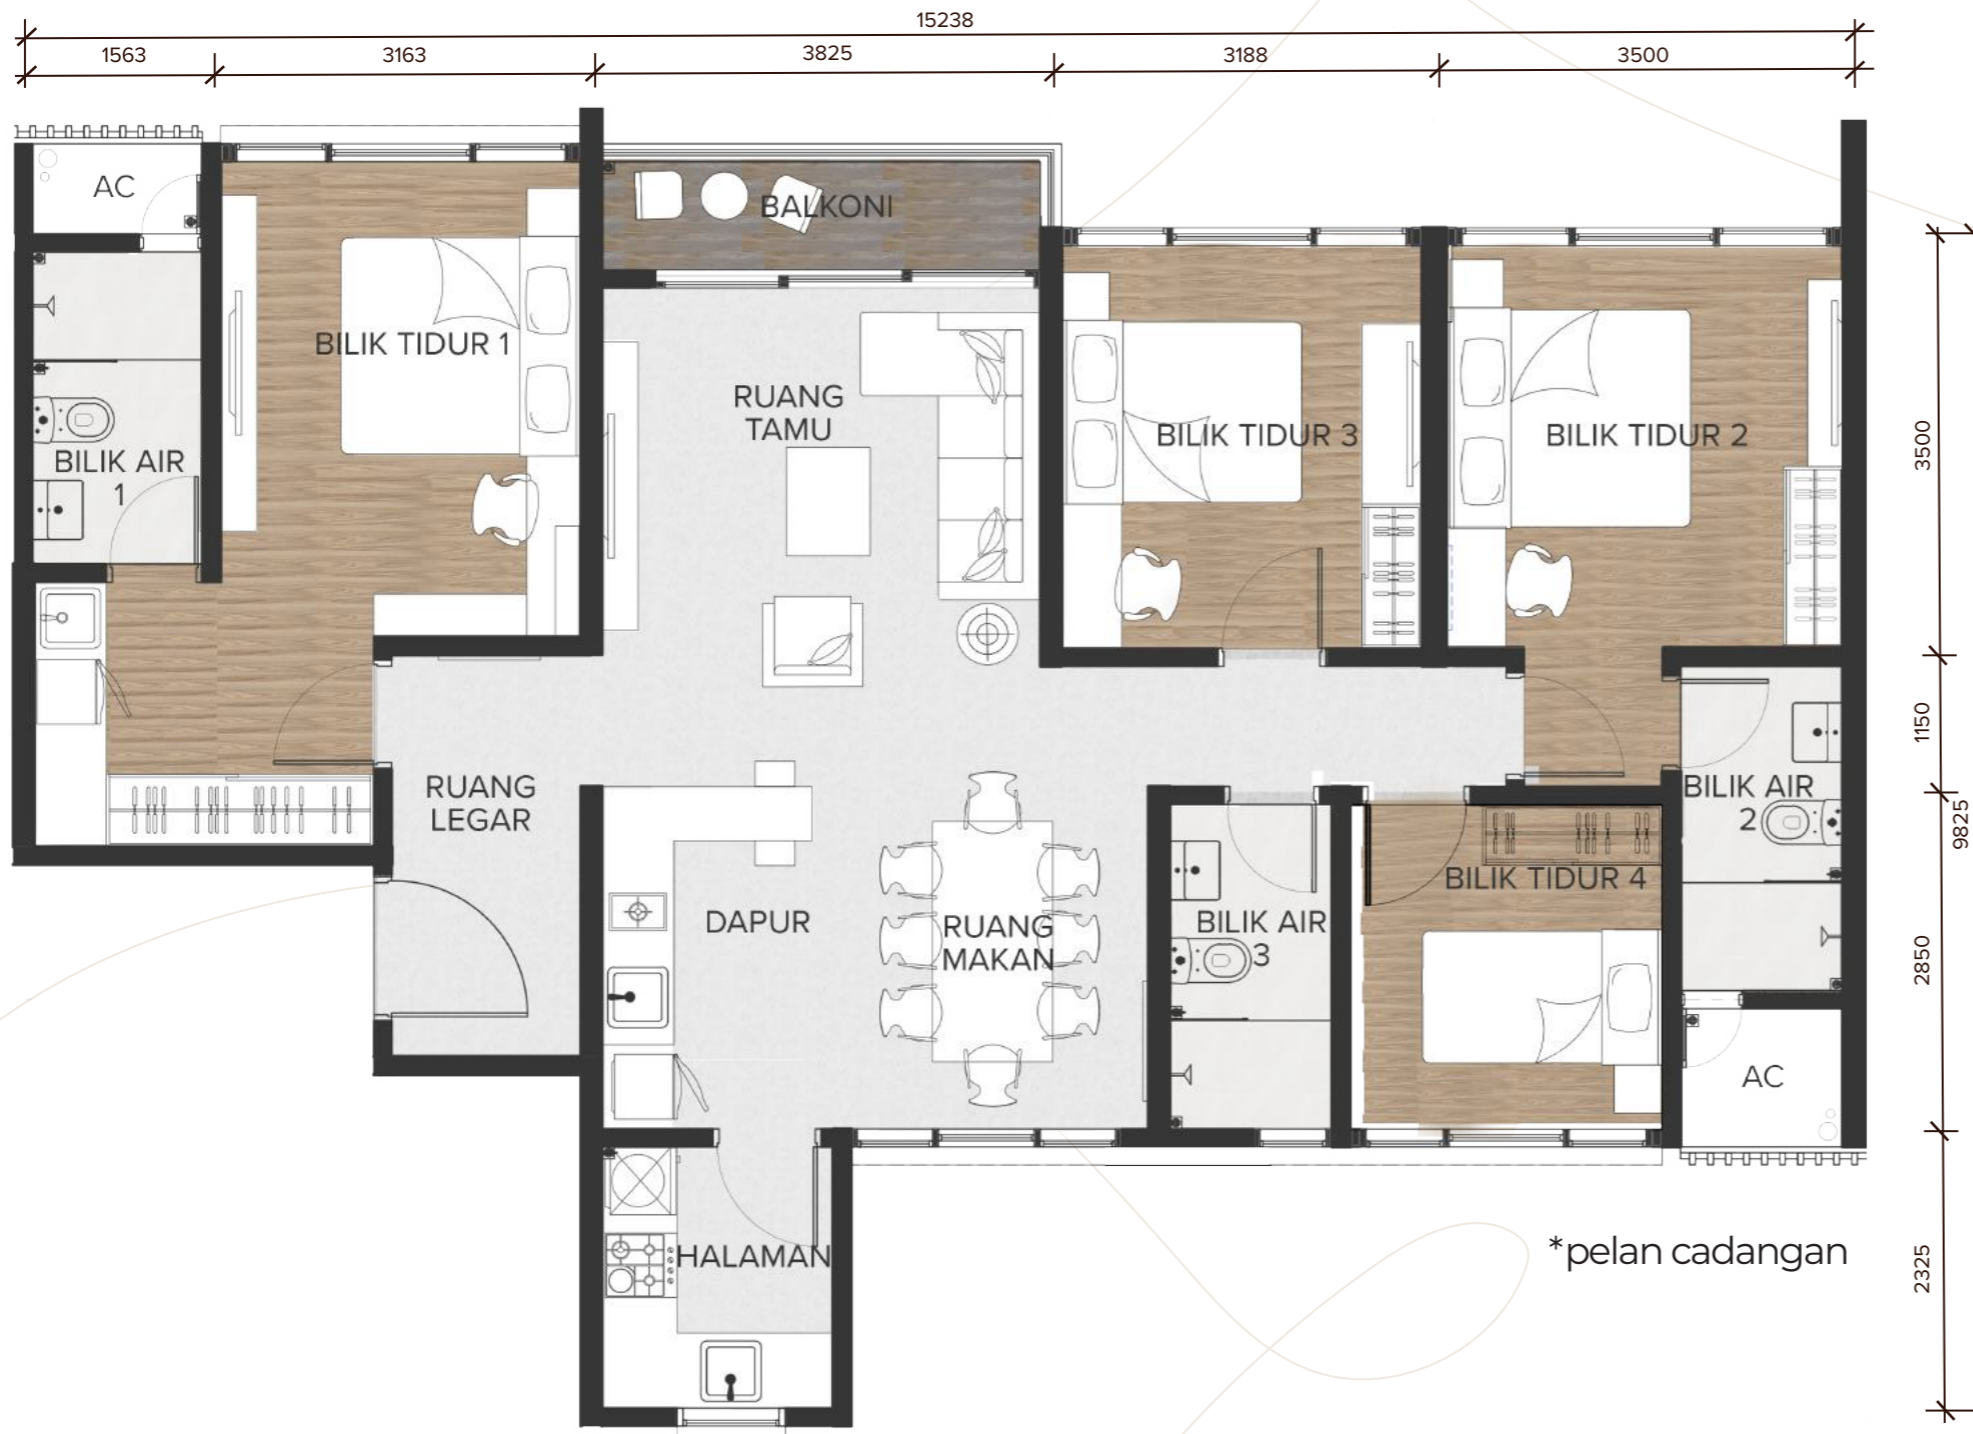 15238
1563
3163
3825
3188
3500
AC
BALKONI
BILIK TIDUR 1
RUANG
TAMU
BILIK TIDUR 3
BILIK TIDUR 2
3500
BILIK AIR
1
1150
RUANG
LEGAR
BILIK AIR
2
9825
BILIK TIDUR 4
DAPUR
RUANG
MAKAN
BILIK AIR
3
2850
AC
HALAMAN
*pelan cadangan
2325